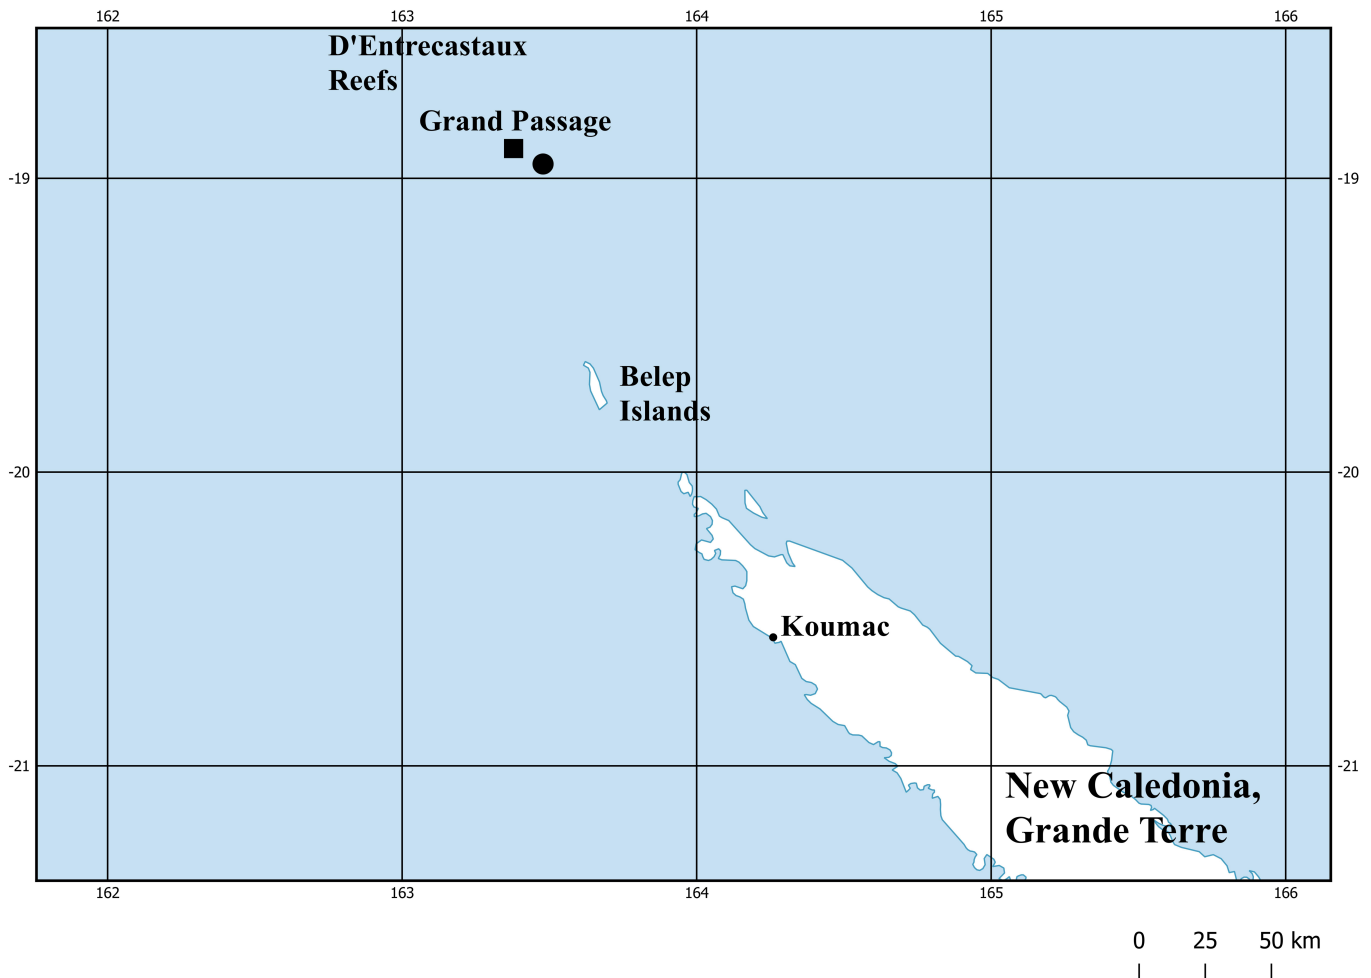 162 163 164 165 166
D'Entrecastaux
Reefs
Grand Passage
-19 -19
Belep
Islands
-20 -20
Koumac
-21 -21
New Caledonia,
Grande Terre
162 163 164 165 166
0 25 50 km